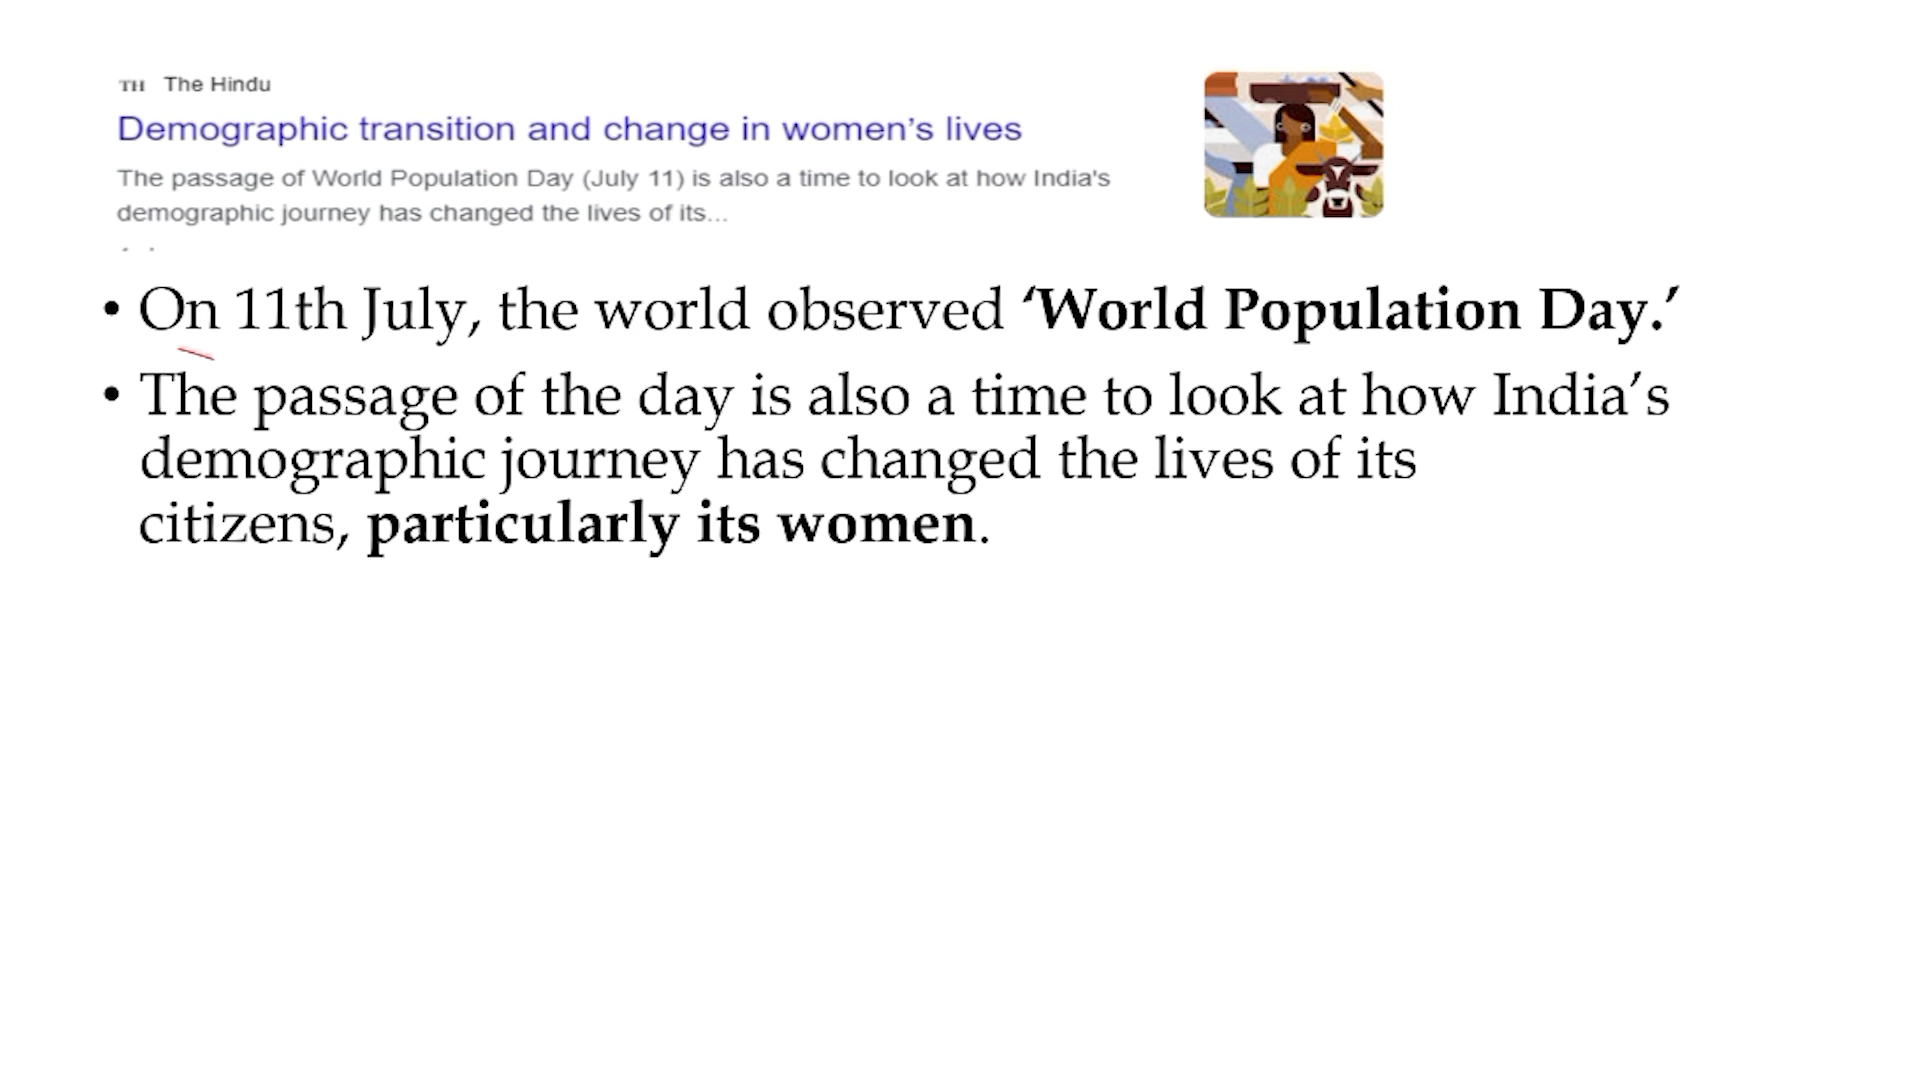 TH The Hindu
Demographic transition and change in women’s lives
The passage of World Population Day (July 11) is also a time to look at how India's
demographic journey has changed the lives of its...
• On 11th July, the world observed ‘World Population Day.’
• The passage of the day is also a time to look at how India’s
demographic journey has changed the lives of its
citizens, particularly its women.